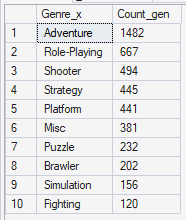 Genre_x Count_gen
1 Adventure 1482
2 Role-Playing 667
3 Shooter 494
4 Strategy 445
5 Platform 441
6 Misc 381
7 Puzzle 232
8 Brawler 202
9 Simulation 156
10 Fighting 120